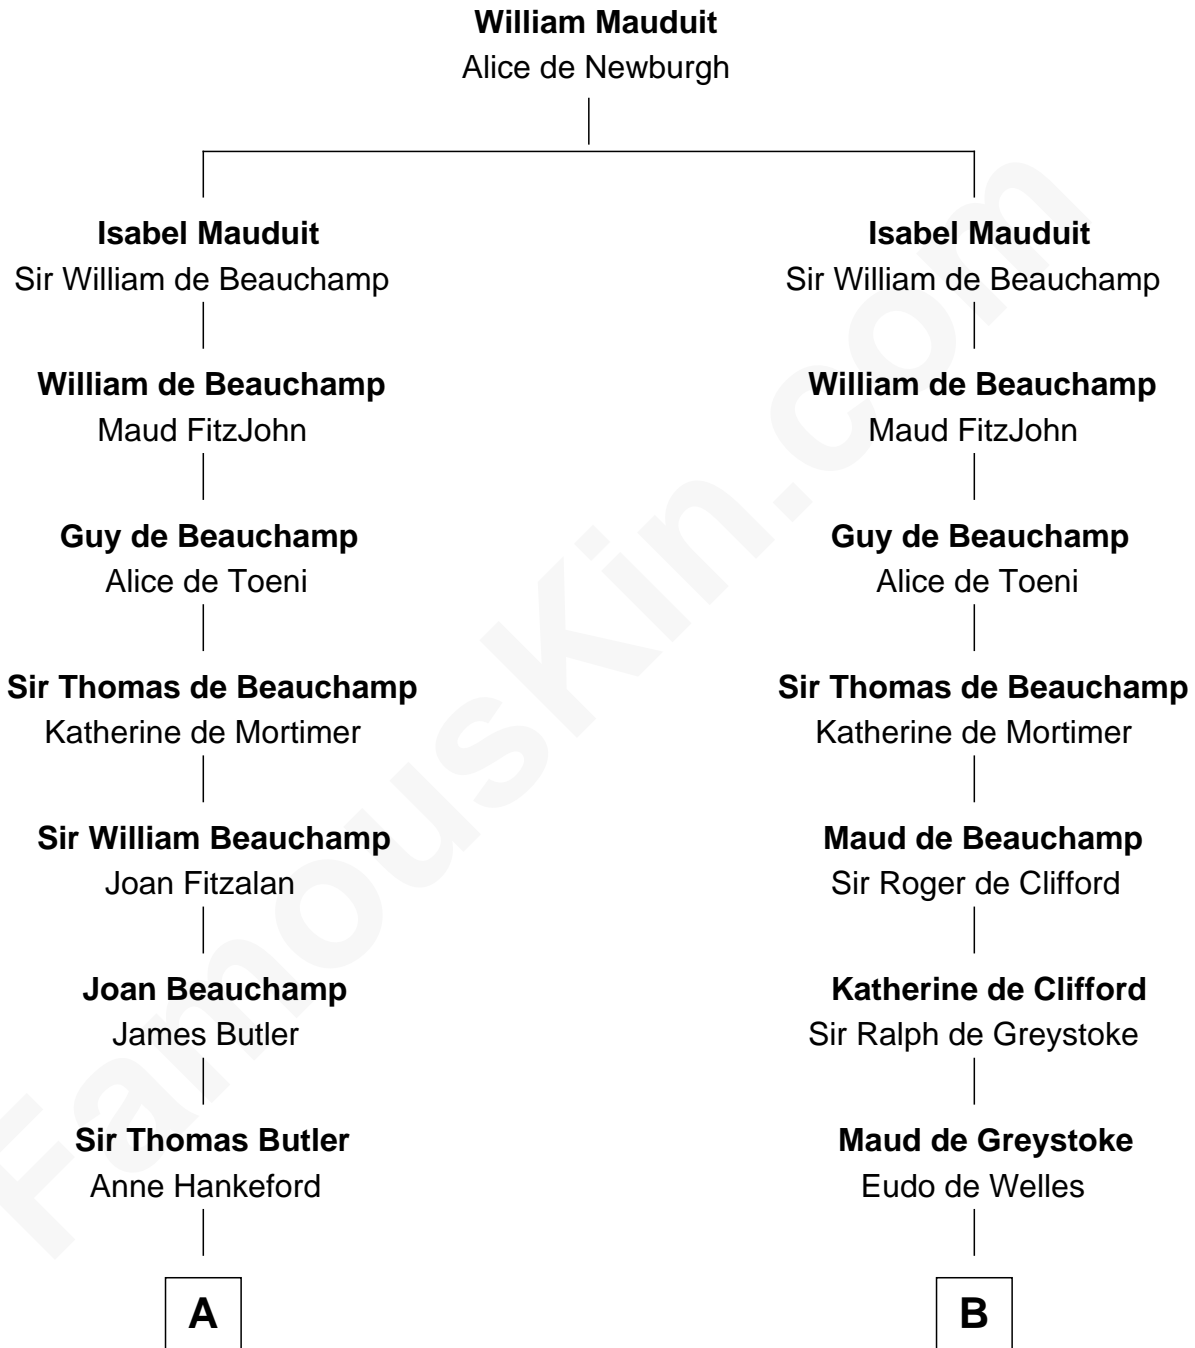 William Mauduit
Alice de Newburgh
Isabel Mauduit
Sir William de Beauchamp
William de Beauchamp
Maud FitzJohn
Guy de Beauchamp
Alice de Toeni
Sir Thomas de Beauchamp
Katherine de Mortimer
Sir William Beauchamp
Joan Fitzalan
Joan Beauchamp
James Butler
Sir Thomas Butler
Anne Hankeford
A
Isabel Mauduit
Sir William de Beauchamp
William de Beauchamp
Maud FitzJohn
Guy de Beauchamp
Alice de Toeni
Sir Thomas de Beauchamp
Katherine de Mortimer
Maud de Beauchamp
Sir Roger de Clifford
Katherine de Clifford
Sir Ralph de Greystoke
Maud de Greystoke
Eudo de Welles
B
FamousKin.com